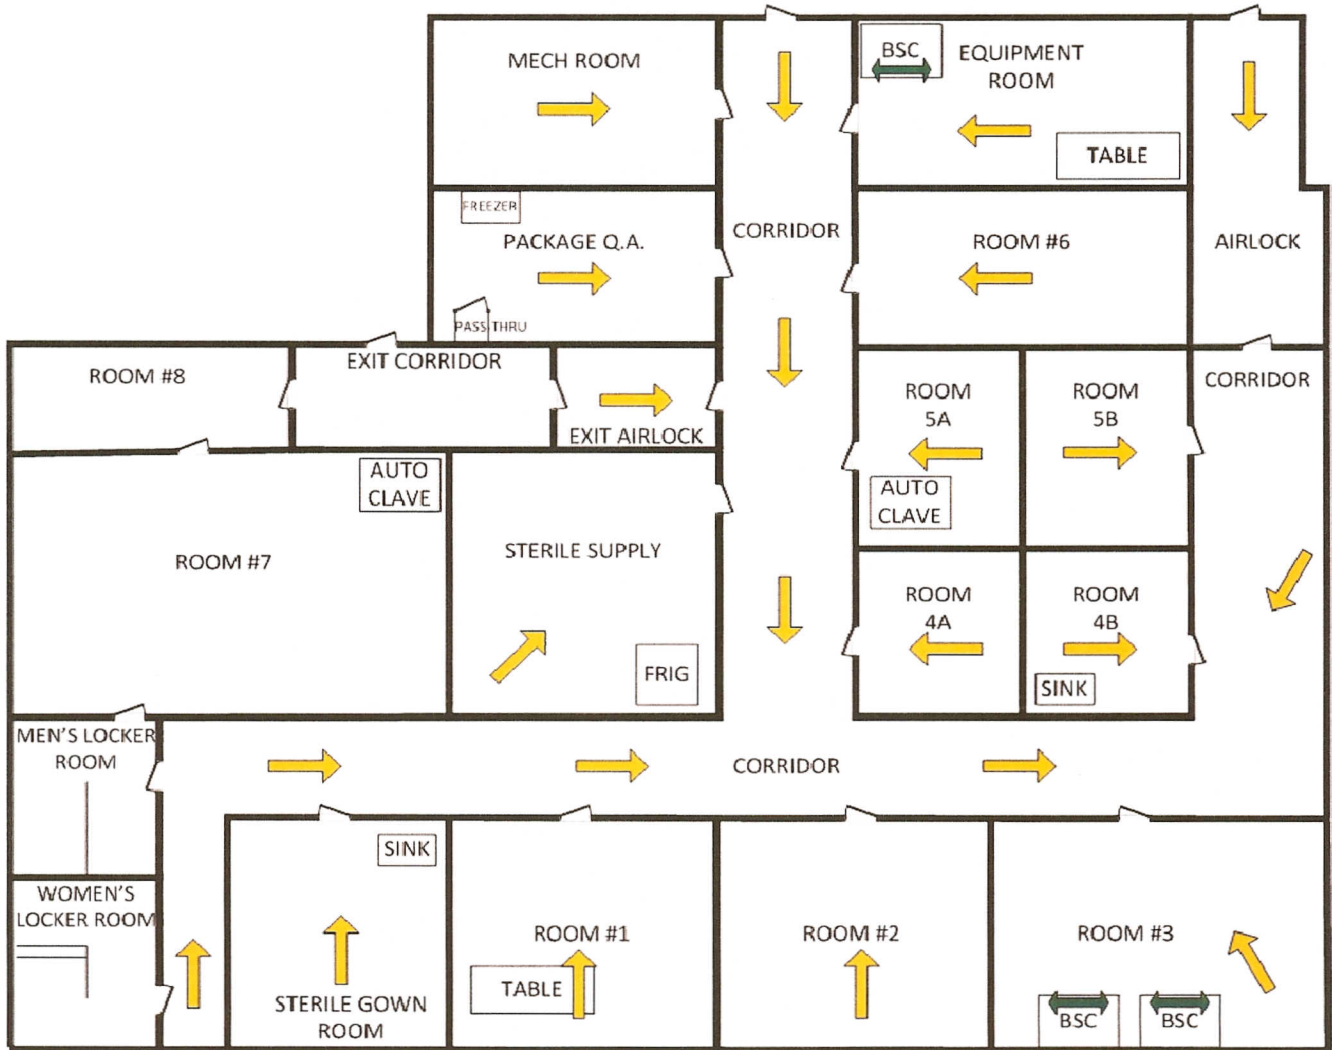 MECH ROOM
BSC
EQUIPMENT
ROOM
TABLE
FREEZER
PACKAGE Q.A.
PASS THRU
CORRIDOR
ROOM #6
AIRLOCK
ROOM #8
EXIT CORRIDOR
EXIT AIRLOCK
ROOM
5A
AUTO
CLAVE
ROOM
5B
CORRIDOR
AUTO
CLAVE
ROOM #7
STERILE SUPPLY
FRIG
ROOM
4A
ROOM
4B
SINK
MEN'S LOCKER
ROOM
CORRIDOR
WOMEN'S
LOCKER ROOM
SINK
STERILE GOWN
ROOM
ROOM #1
TABLE
ROOM #2
ROOM #3
BSC
BSC